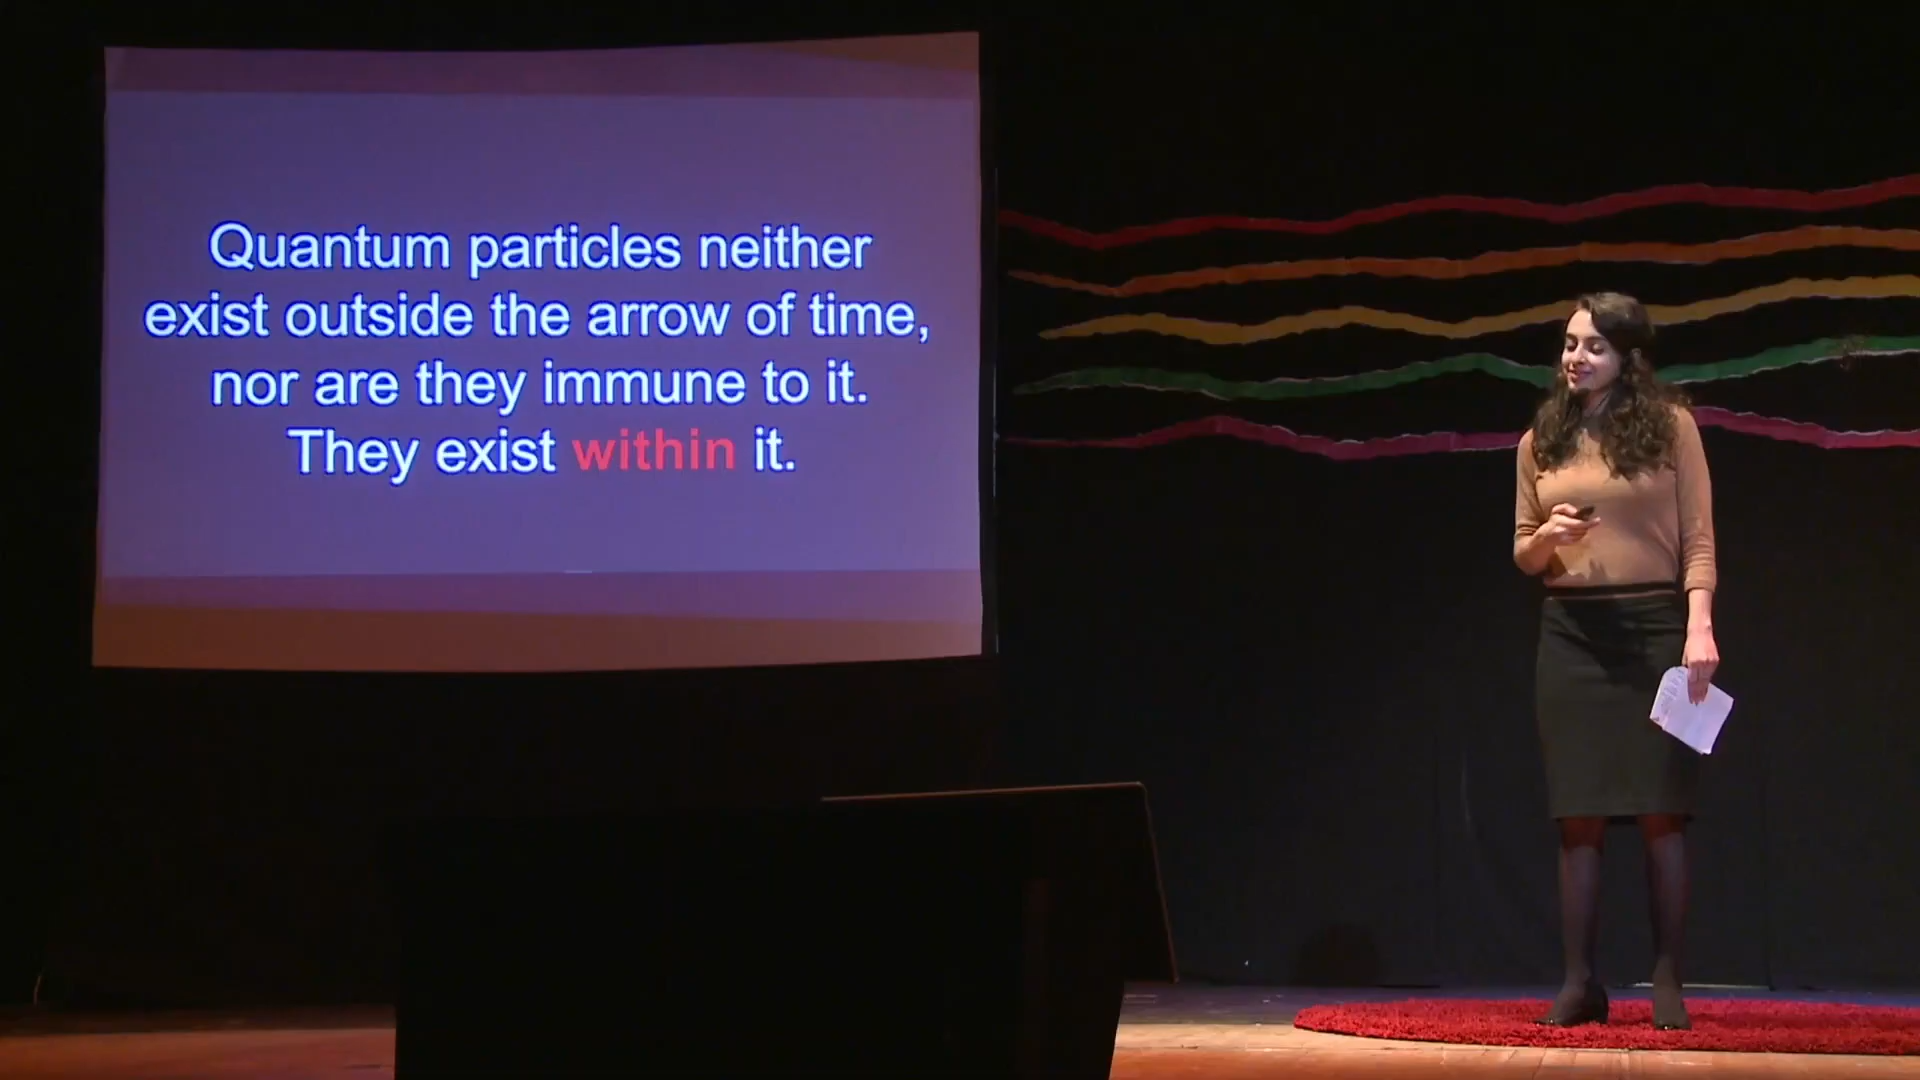 Quantum particles neither
exist outside the arrow of time,
nor are they immune to it.
They exist within it.